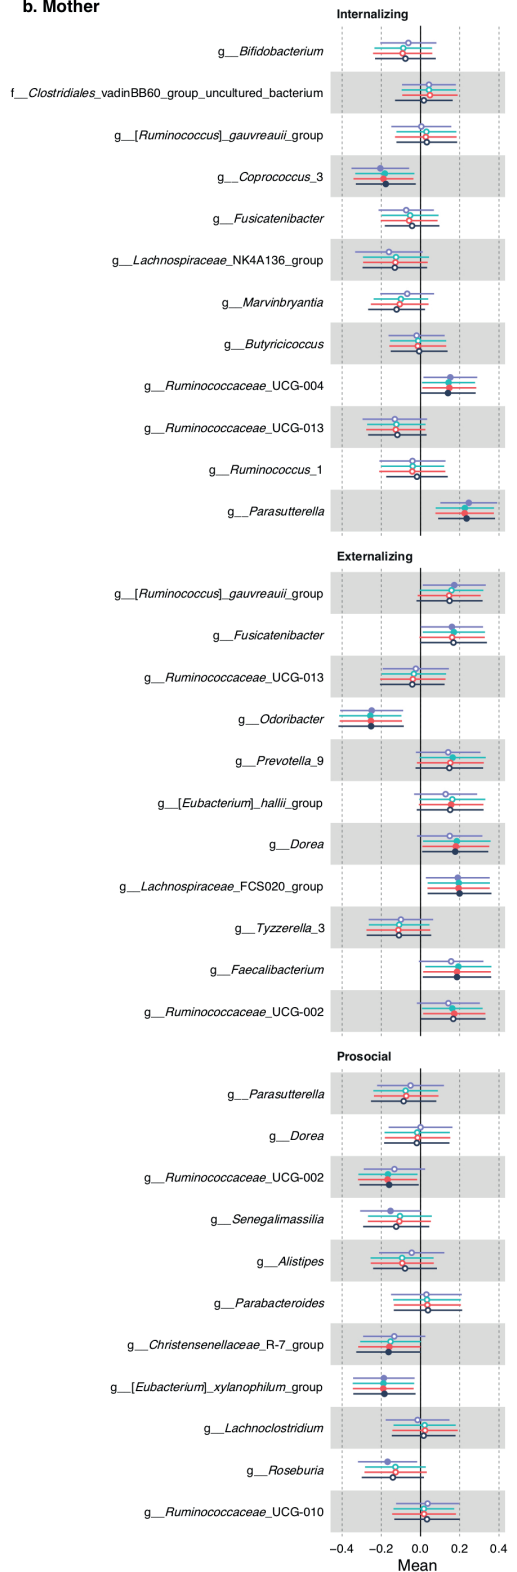 b. Mother
Internalizing
g__Bifidobacterium
f__Clostridiales_vadinBB60_group_uncultured_bacterium
g__[Ruminococcus]_gauvreauii_group
g__Coprococcus_3
g__Fusicatenibacter
g__Lachnospiraceae_NK4A136_group
g__Marvinbryantia
g__Butyricicoccus
g__Ruminococcaceae_UCG-004
g__Ruminococcaceae_UCG-013
g__Ruminococcus_1
g__Parasutterella
Externalizing
g__[Ruminococcus]_gauvreauii_group
g__Fusicatenibacter
g__Ruminococcaceae_UCG-013
g__Odoribacter
g__Prevotella_9
g__[Eubacterium]_hallii_group
g__Dorea
g__Lachnospiraceae_FCS020_group
g__Tyzzerella_3
g__Faecalibacterium
g__Ruminococcaceae_UCG-002
Prosocial
g__Parasutterella
g__Dorea
g__Ruminococcaceae_UCG-002
g__Senegalimassilia
g__Alistipes
g__Parabacteroides
g__Christensenellaceae_R-7_group
g__[Eubacterium]_xylanophilum_group
g__Lachnoclostridium
g__Roseburia
g__Ruminococcaceae_UCG-010
−0.4 −0.2 0.0 0.2 0.4
Mean